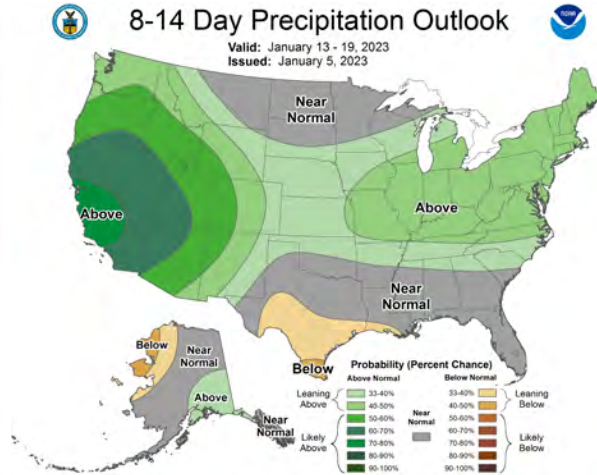 8-14 Day Precipitation Outlook
Valid: January 13 - 19, 2023
Issued: January 5, 2023
NOAA
Near
Normal
Above
Above
Near
Normal
Below
Below
Near
Normal
Above
Near
Normal
Probability (Percent Chance)
Above Normal
Below Normal
Leaning
Above
33-40%
40-50%
Likely
Above
50-60%
60-70%
70-80%
80-90%
90-100%
Near
Normal
33-40%
40-50%
Leaning
Below
50-60%
60-70%
70-80%
80-90%
90-100%
Likely
Below